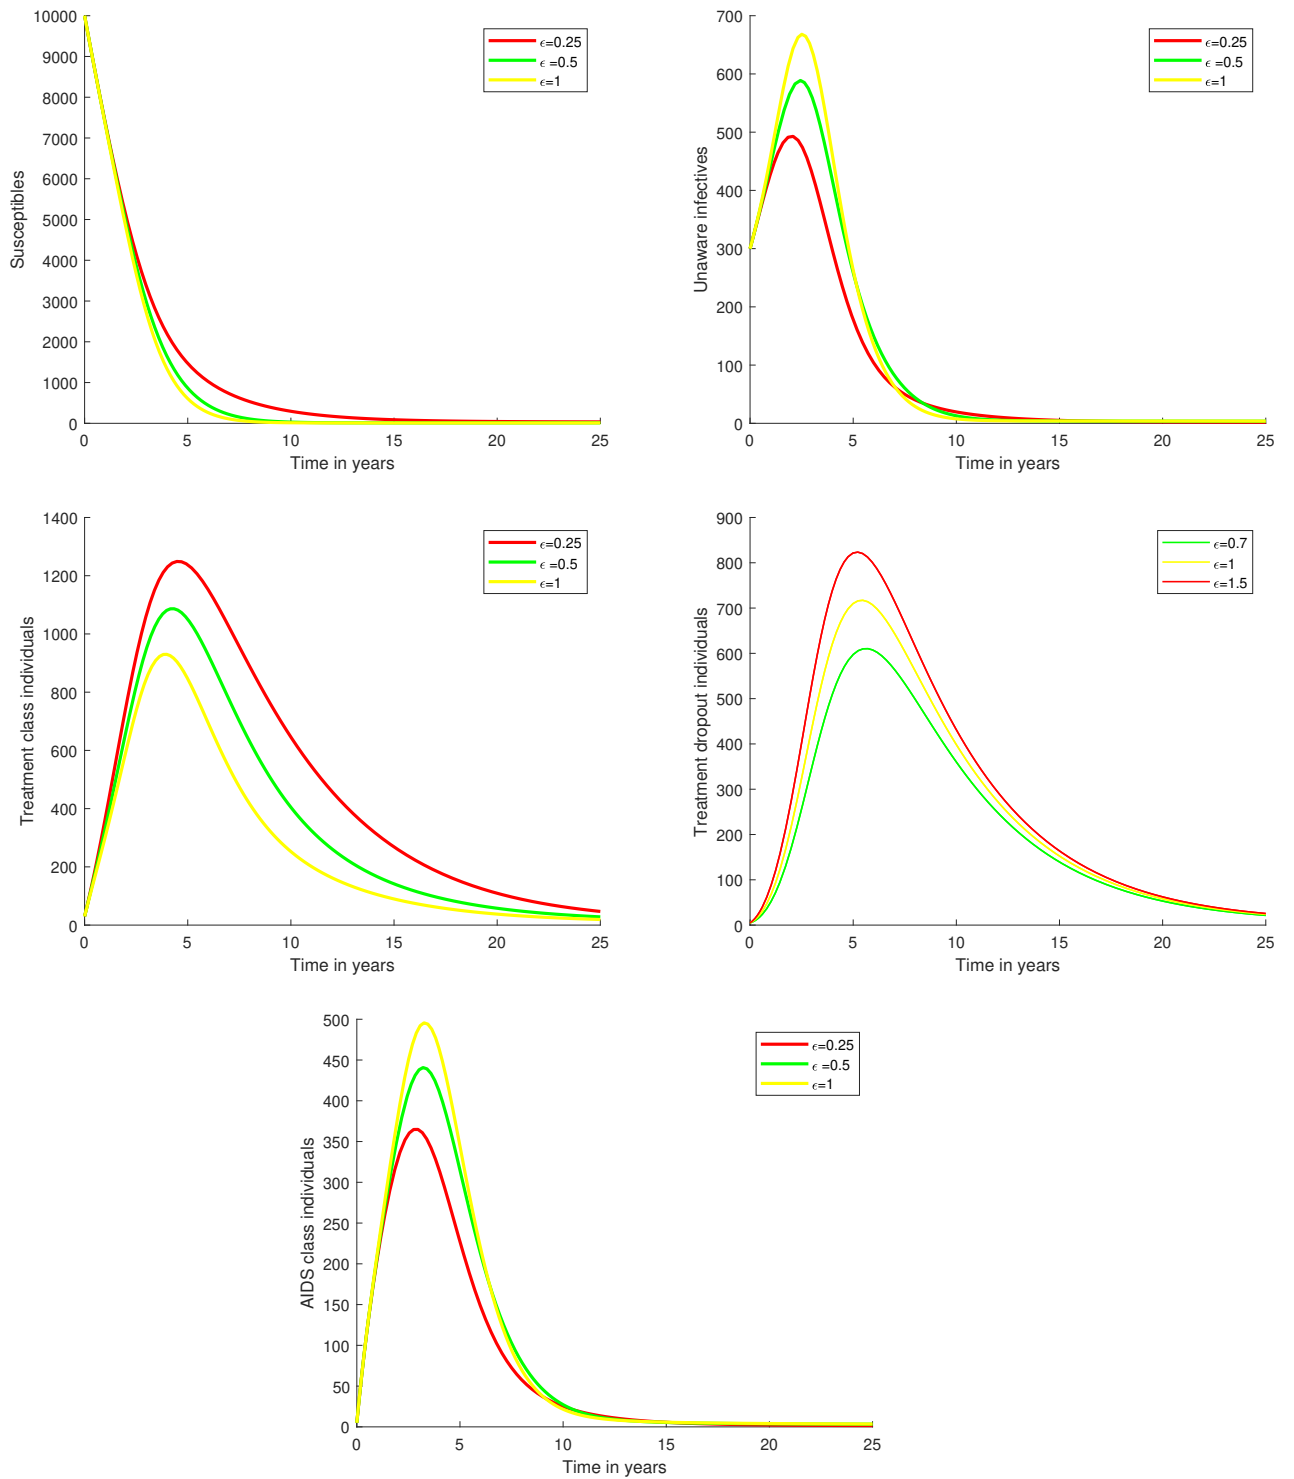 10000
9000
8000
7000
6000
5000
4000
3000
2000
1000
0
Susceptibles
0 5 10 15 20 25
Time in years
ϵ=0.25
ϵ =0.5
ϵ=1
700
600
500
400
300
200
100
0
Unaware infectives
0 5 10 15 20 25
Time in years
ϵ=0.25
ϵ =0.5
ϵ=1
1400
1200
1000
800
600
400
200
0
Treatment class individuals
0 5 10 15 20 25
Time in years
ϵ=0.25
ϵ =0.5
ϵ=1
900
800
700
600
500
400
300
200
100
0
Treatment dropout individuals
0 5 10 15 20 25
Time in years
ϵ=0.7
ϵ=1
ϵ=1.5
500
450
400
350
300
250
200
150
100
50
0
AIDS class individuals
0 5 10 15 20 25
Time in years
ϵ=0.25
ϵ =0.5
ϵ=1